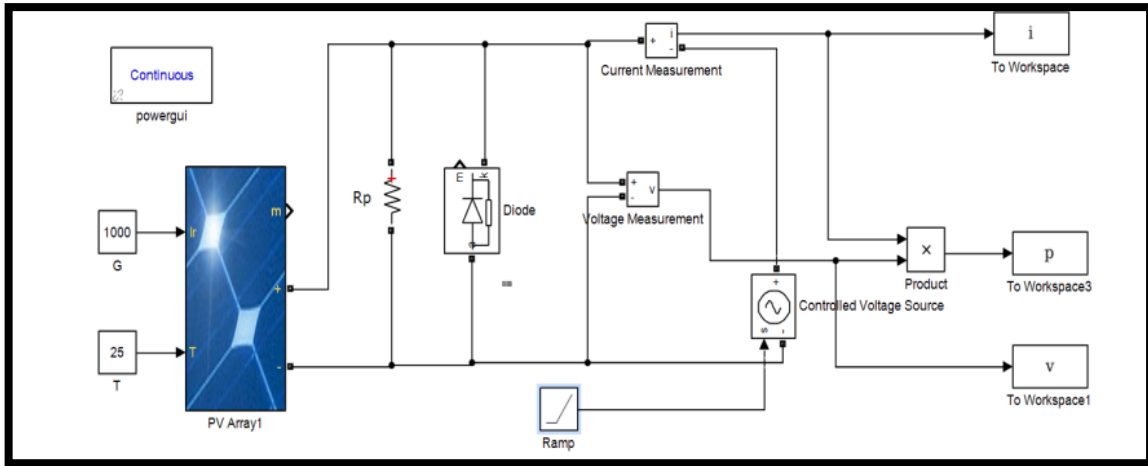 Continuous
powergui
1000
G
25
T
Ir
T
m
+
-
PV Array1
Rp
m
k
a
Diode
+
i
-
Current Measurement
+
-
v
Voltage Measurement
+
s
-
Controlled Voltage Source
Ramp
×
Product
i
To Workspace
p
To Workspace3
v
To Workspace1